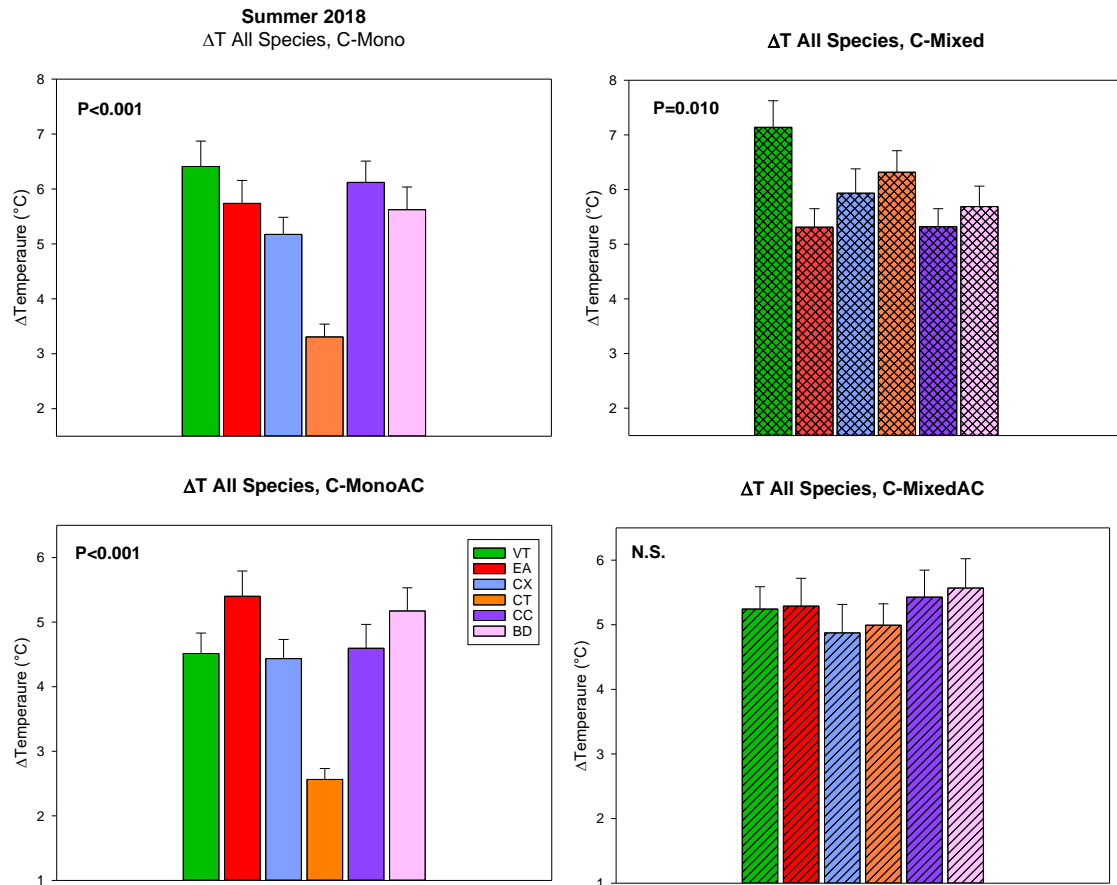 Summer 2018
ΔT All Species, C-Mono
P<0.001
ΔTemperaure (°C)
8
7
6
5
4
3
2
ΔT All Species, C-Mixed
P=0.010
ΔTemperaure (°C)
8
7
6
5
4
3
2
ΔT All Species, C-MonoAC
P<0.001
ΔTemperaure (°C)
6
5
4
3
2
1
VT
EA
CX
CT
CC
BD
ΔT All Species, C-MixedAC
N.S.
ΔTemperaure (°C)
6
5
4
3
2
1